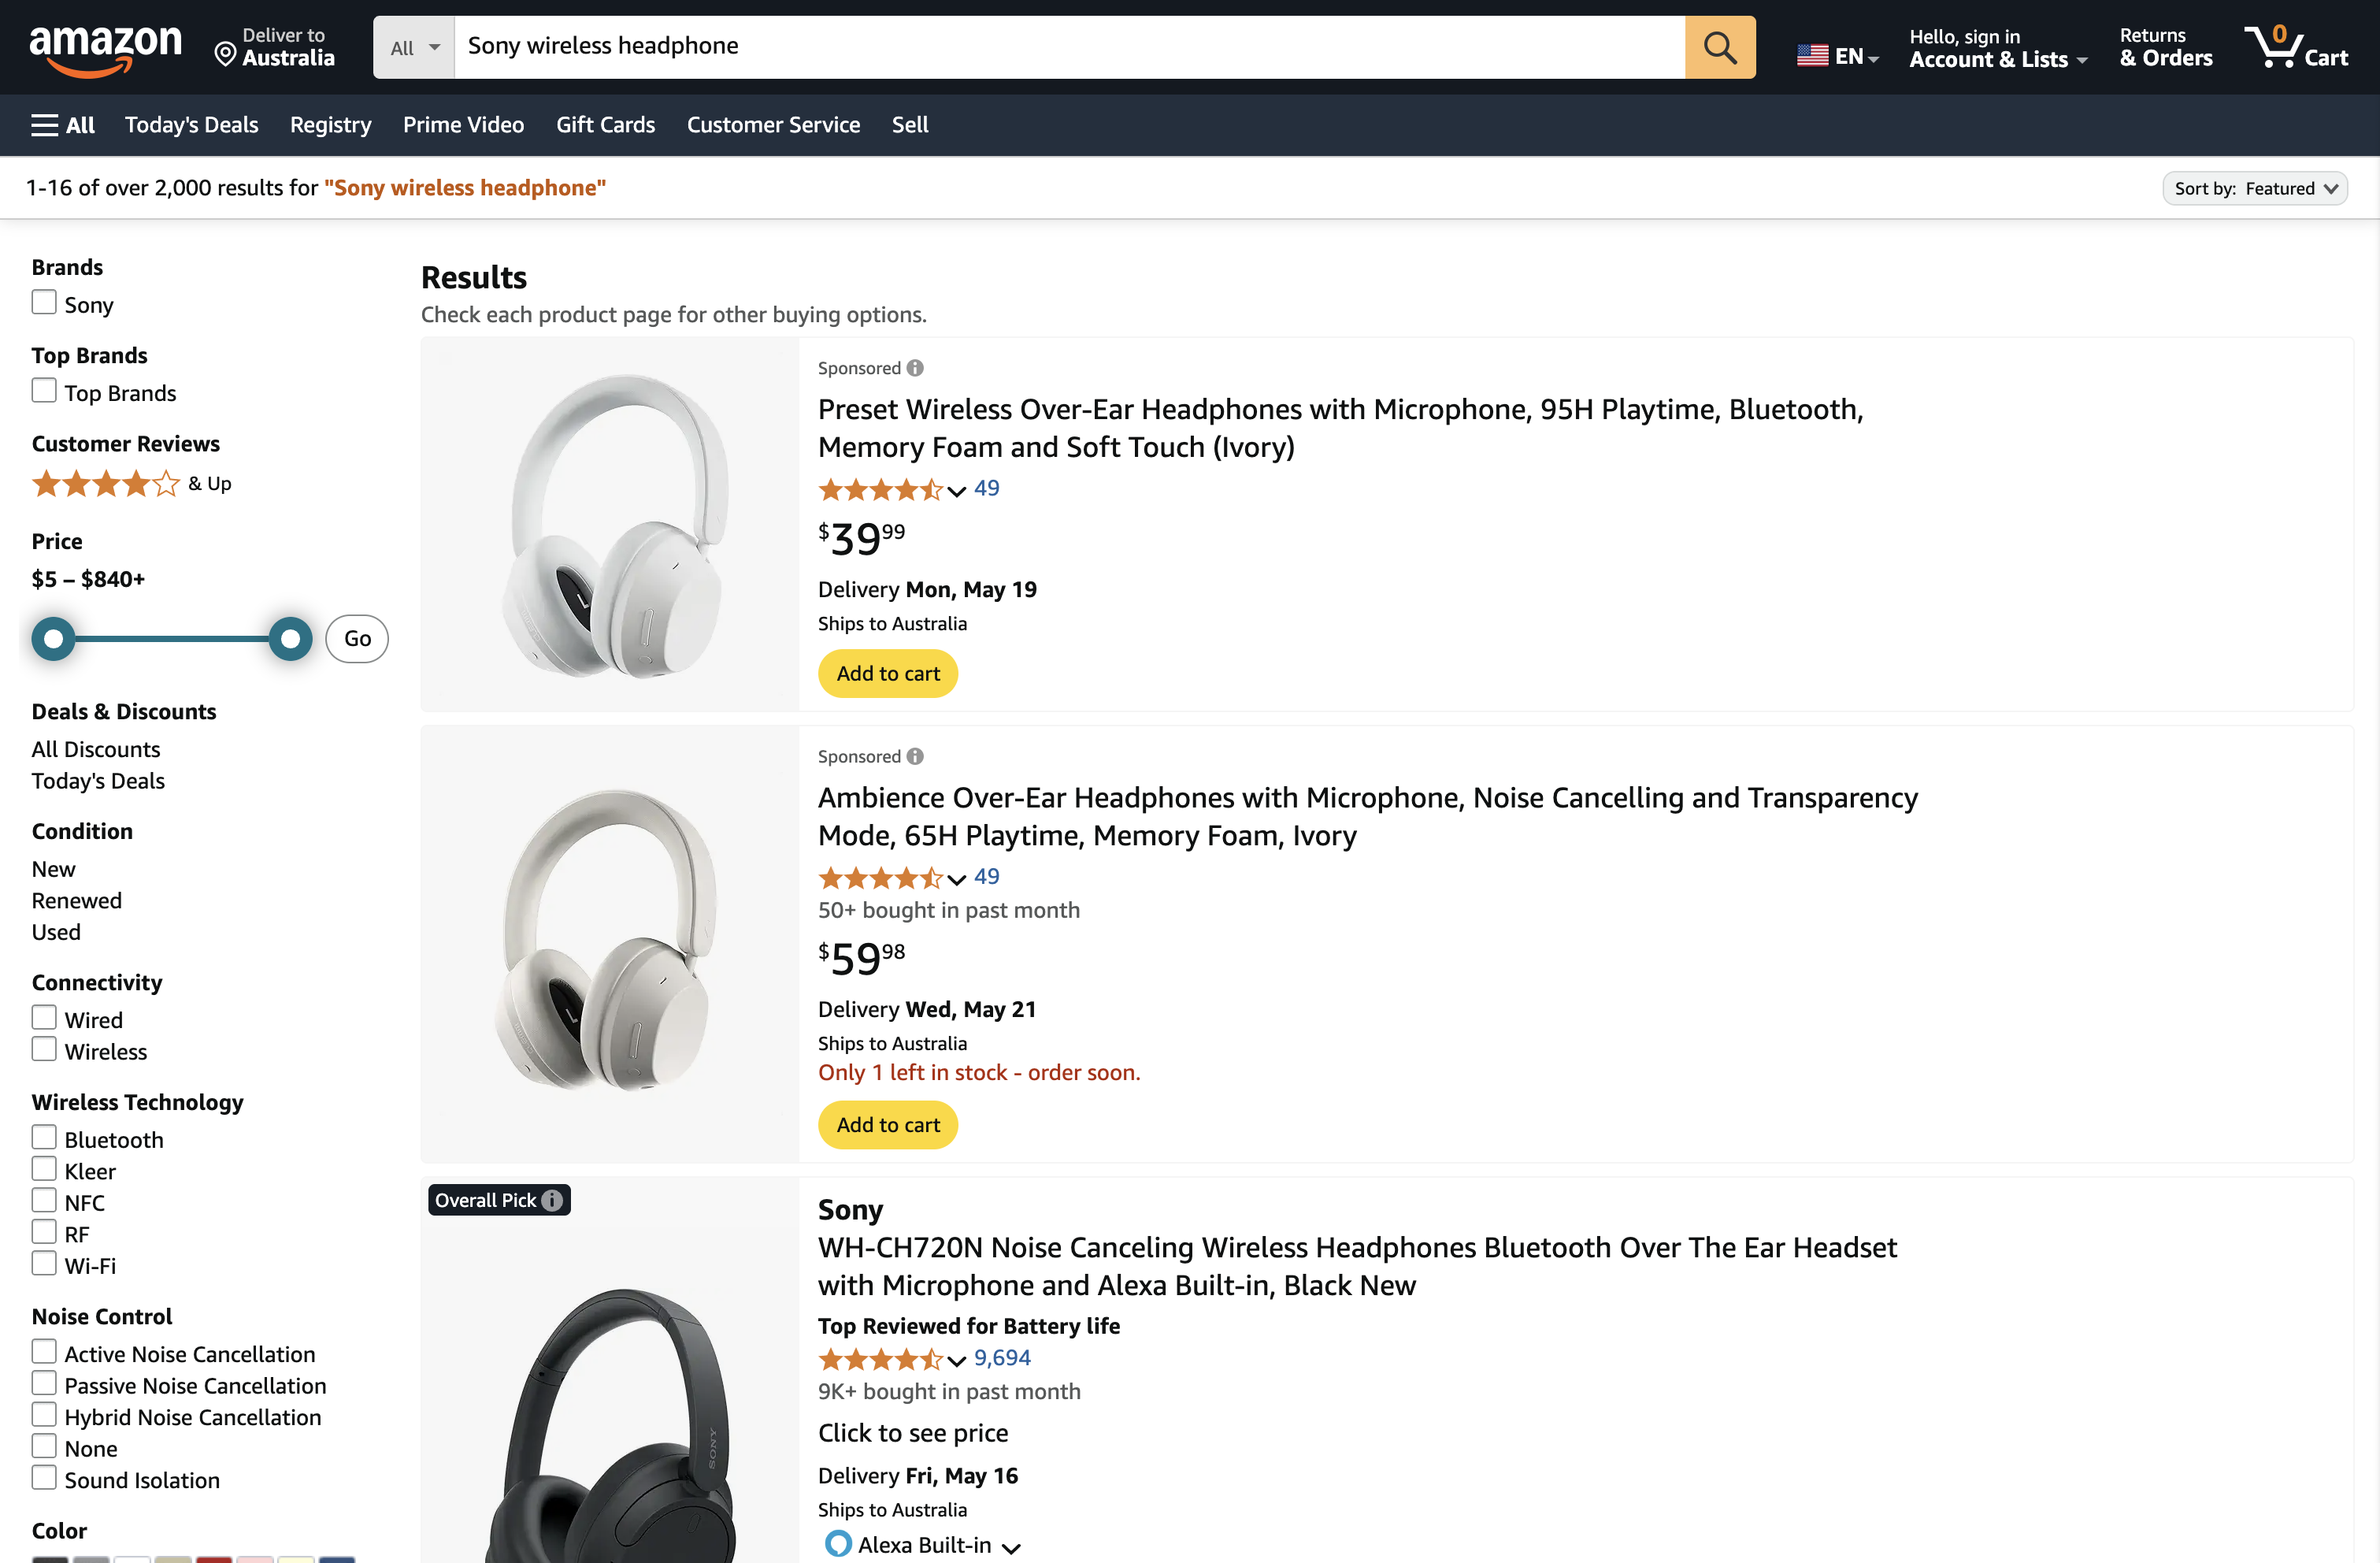 amazon
Deliver to
Australia
All
Sony wireless headphone
EN
Hello, sign in
Account & Lists
Returns
& Orders
0
Cart
All
Today's Deals
Registry
Prime Video
Gift Cards
Customer Service
Sell
1-16 of over 2,000 results for "Sony wireless headphone"
Sort by: Featured
Brands
Sony
Top Brands
Top Brands
Customer Reviews
& Up
Price
$5 – $840+
Go
Deals & Discounts
All Discounts
Today's Deals
Condition
New
Renewed
Used
Connectivity
Wired
Wireless
Wireless Technology
Bluetooth
Kleer
NFC
RF
Wi-Fi
Noise Control
Active Noise Cancellation
Passive Noise Cancellation
Hybrid Noise Cancellation
None
Sound Isolation
Color
Results
Check each product page for other buying options.
L
Sponsored
Preset Wireless Over-Ear Headphones with Microphone, 95H Playtime, Bluetooth,
Memory Foam and Soft Touch (Ivory)
49
$39 99
Delivery Mon, May 19
Ships to Australia
Add to cart
L
Sponsored
Ambience Over-Ear Headphones with Microphone, Noise Cancelling and Transparency
Mode, 65H Playtime, Memory Foam, Ivory
49
50+ bought in past month
$59 98
Delivery Wed, May 21
Ships to Australia
Only 1 left in stock - order soon.
Add to cart
Overall Pick
SONY
Sony
WH-CH720N Noise Canceling Wireless Headphones Bluetooth Over The Ear Headset
with Microphone and Alexa Built-in, Black New
Top Reviewed for Battery life
9,694
9K+ bought in past month
Click to see price
Delivery Fri, May 16
Ships to Australia
Alexa Built-in